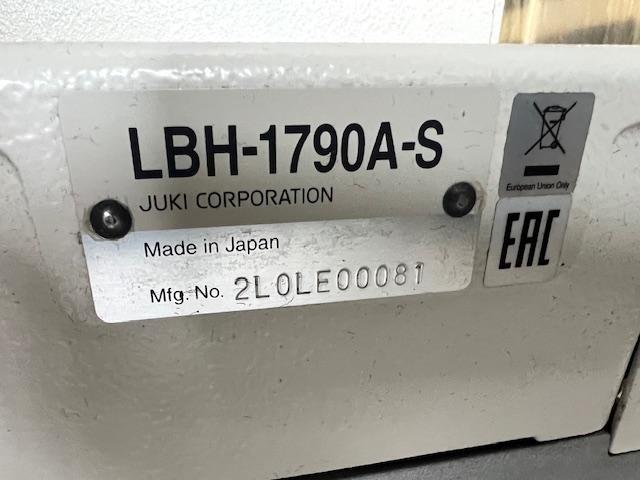 LBH-1790A-S
JUKI CORPORATION
Made in Japan
Mfg. No. 2L0LE00081
European Union Only
EAC